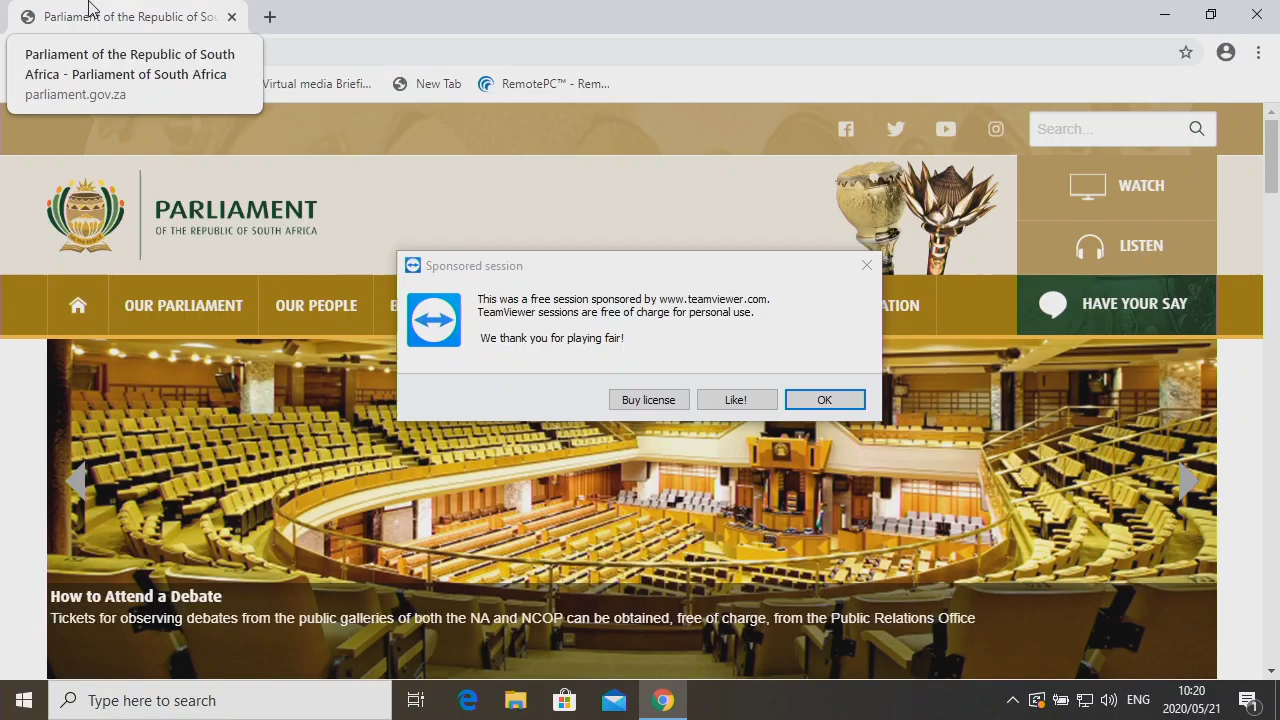 Parliament of the Republic of Sou
Parliament of the Republic of South
Africa - Parliament of South Africa
parliament.gov.za
Virtual media Briefi...
New Tab
RemotePC™ - Rem...
Search...
PARLIAMENT
OF THE REPUBLIC OF SOUTH AFRICA
WATCH
LISTEN
OUR PARLIAMENT
OUR PEOPLE
HAVE YOUR SAY
Sponsored session
This was a free session sponsored by www.teamviewer.com.
TeamViewer sessions are free of charge for personal use.
We thank you for playing fair!
Buy license
Like!
OK
How to Attend a Debate
Tickets for observing debates from the public galleries of both the NA and NCOP can be obtained, free of charge, from the Public Relations Office
Type here to search
ENG
10:20
2020/05/21
1